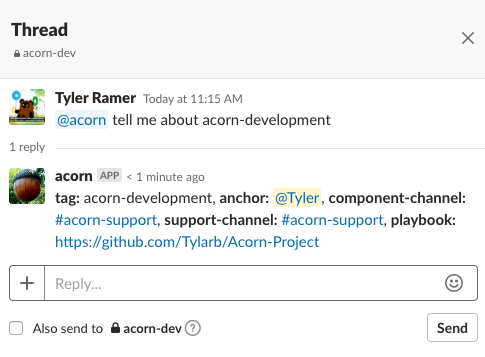 Thread
acorn-dev
Tyler Ramer Today at 11:15 AM
@acorn tell me about acorn-development
1 reply
acorn APP < 1 minute ago
tag: acorn-development, anchor: @Tyler, component-channel:
#acorn-support, support-channel: #acorn-support, playbook:
https://github.com/Tylarb/Acorn-Project
Reply...
Also send to acorn-dev ? Send